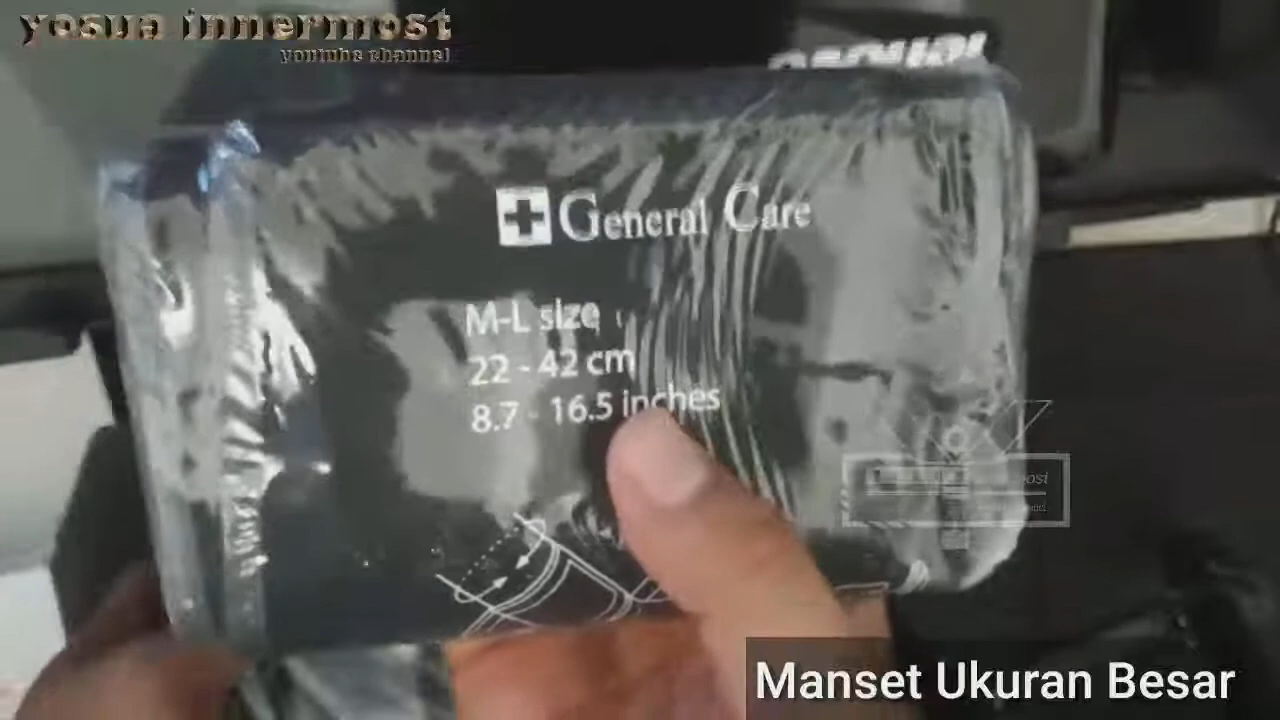 yosua innermost
youtube channel
General Care
M-L size
22 - 42 cm
8.7 - 16.5 inches
Manset Ukuran Besar